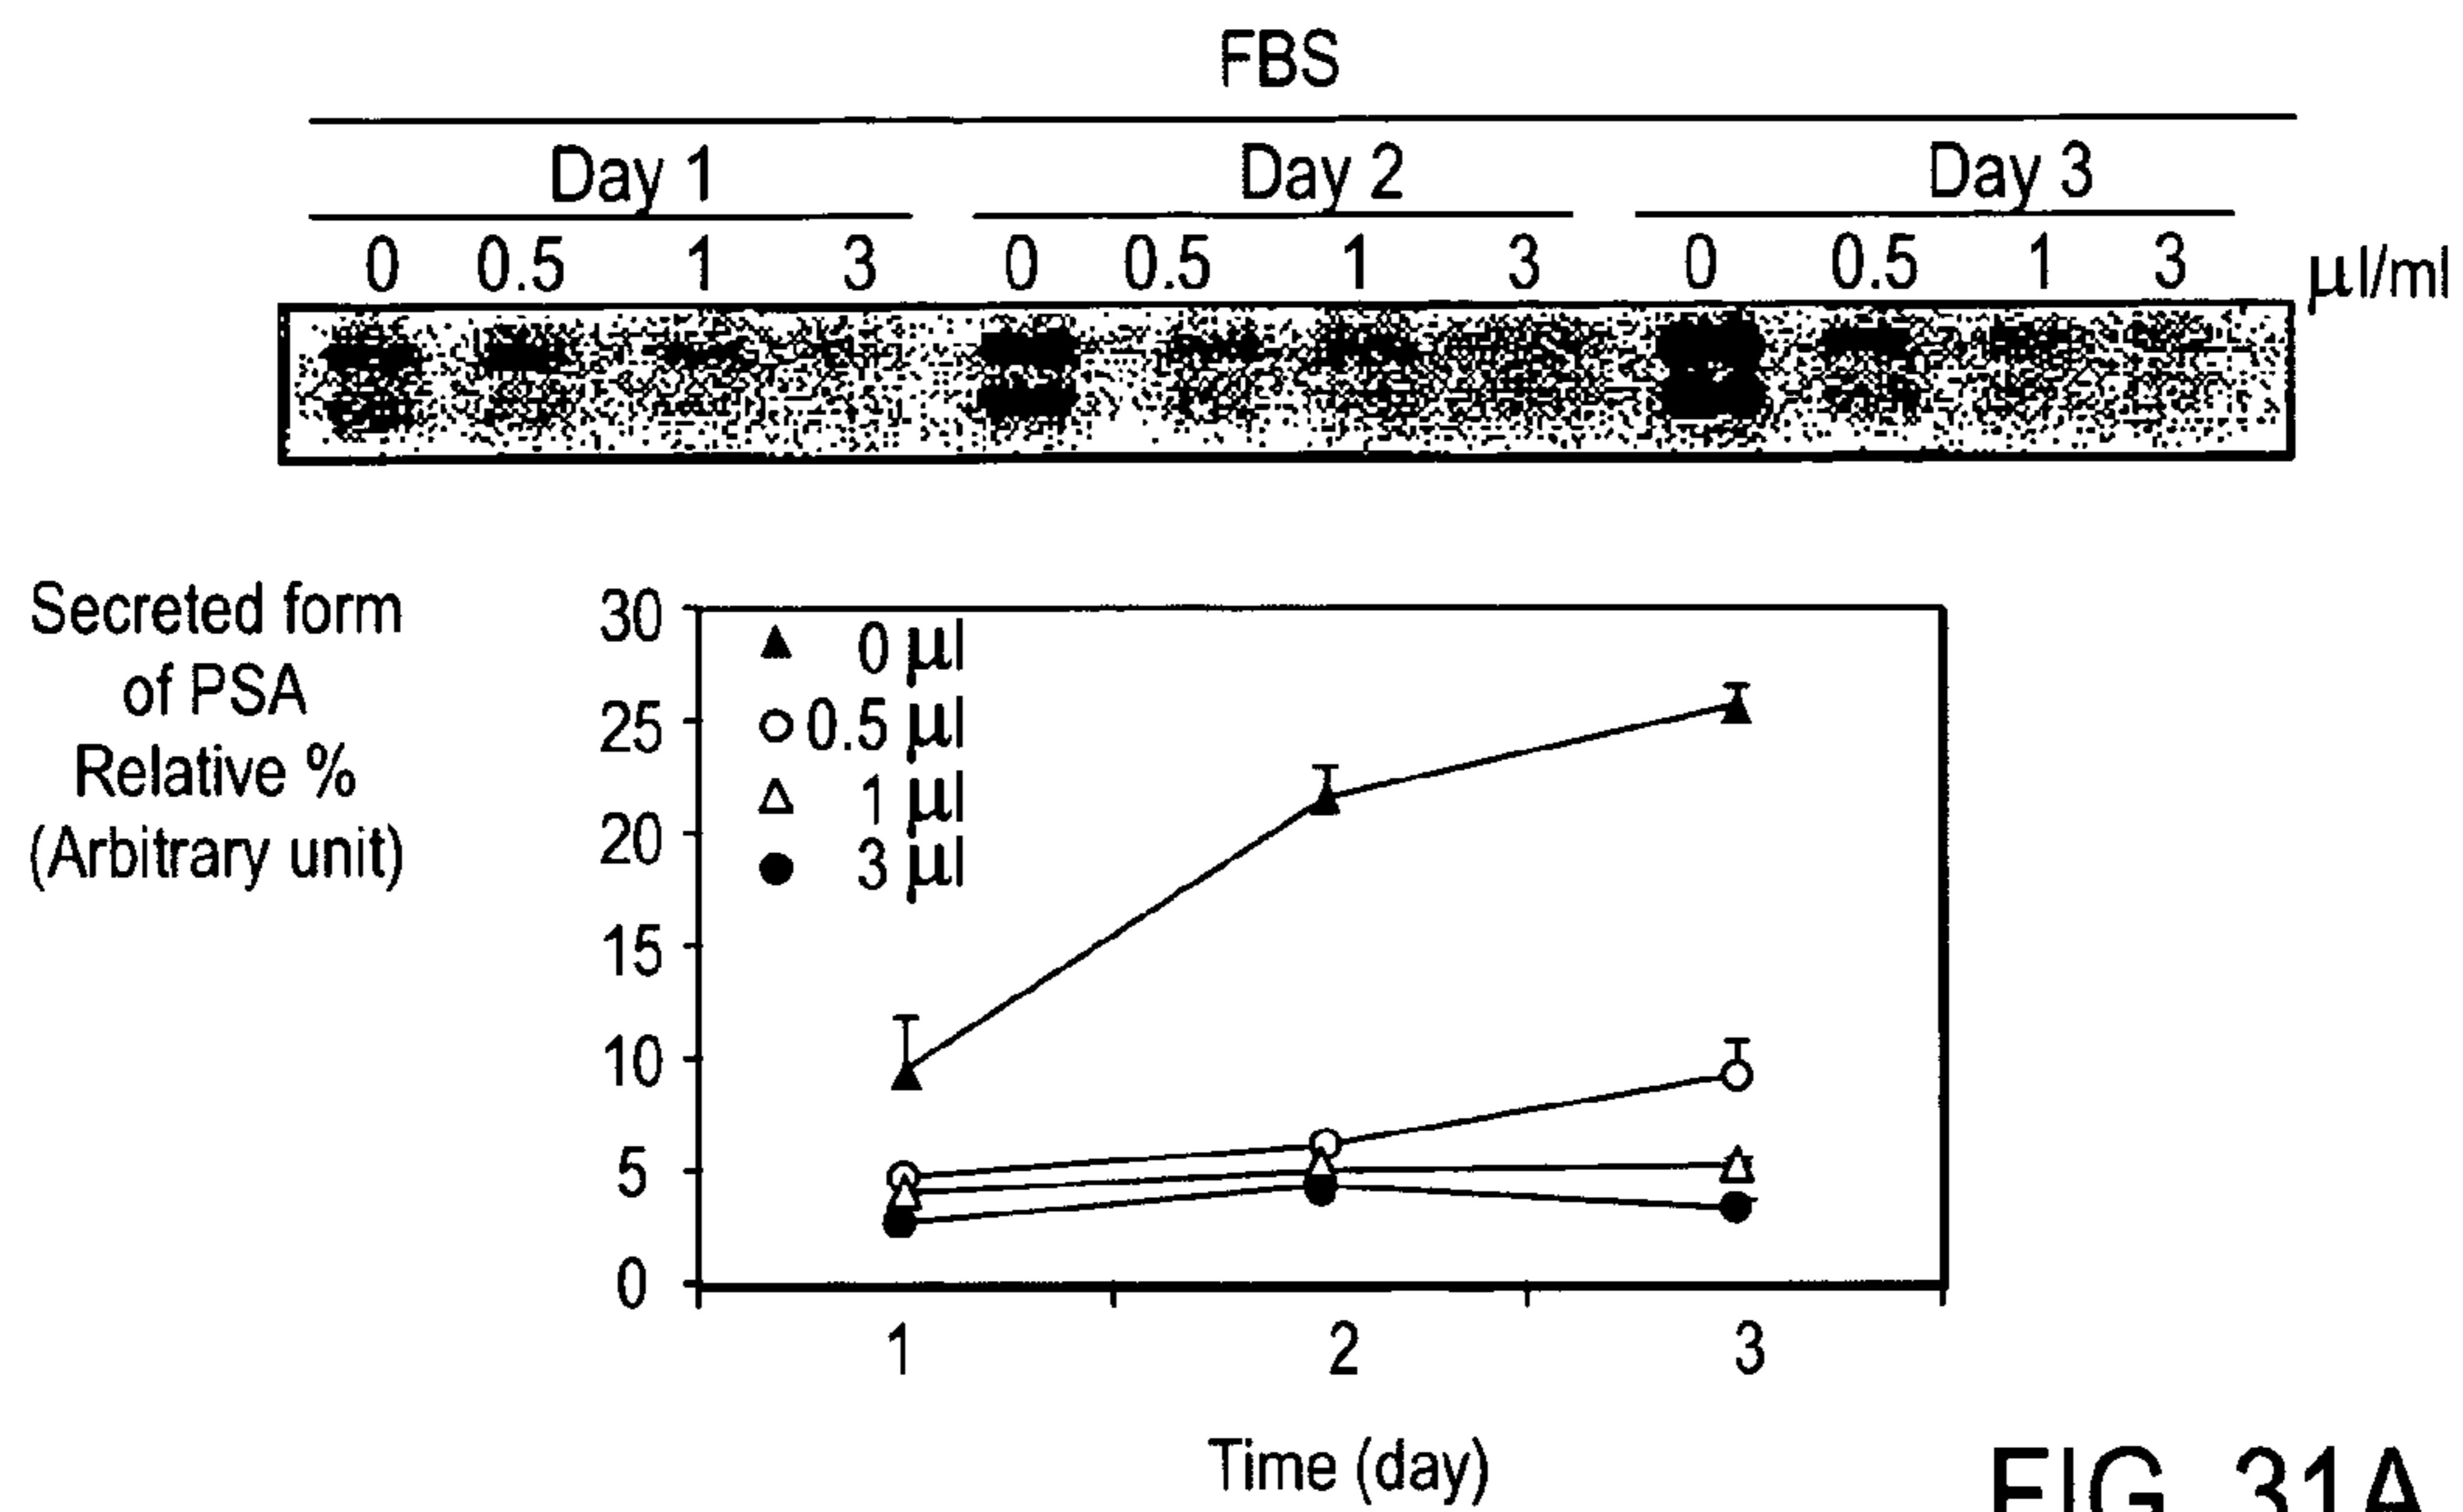 FBS
Day 1 Day 2 Day 3
0 0.5 1 3 0 0.5 1 3 0 0.5 1 3 μl/ml
Secreted form
of PSA
Relative %
(Arbitrary unit)
30
25
20
15
10
5
0
0 μl
0.5 μl
1 μl
3 μl
1 2 3
Time (day)
FIG. 31A